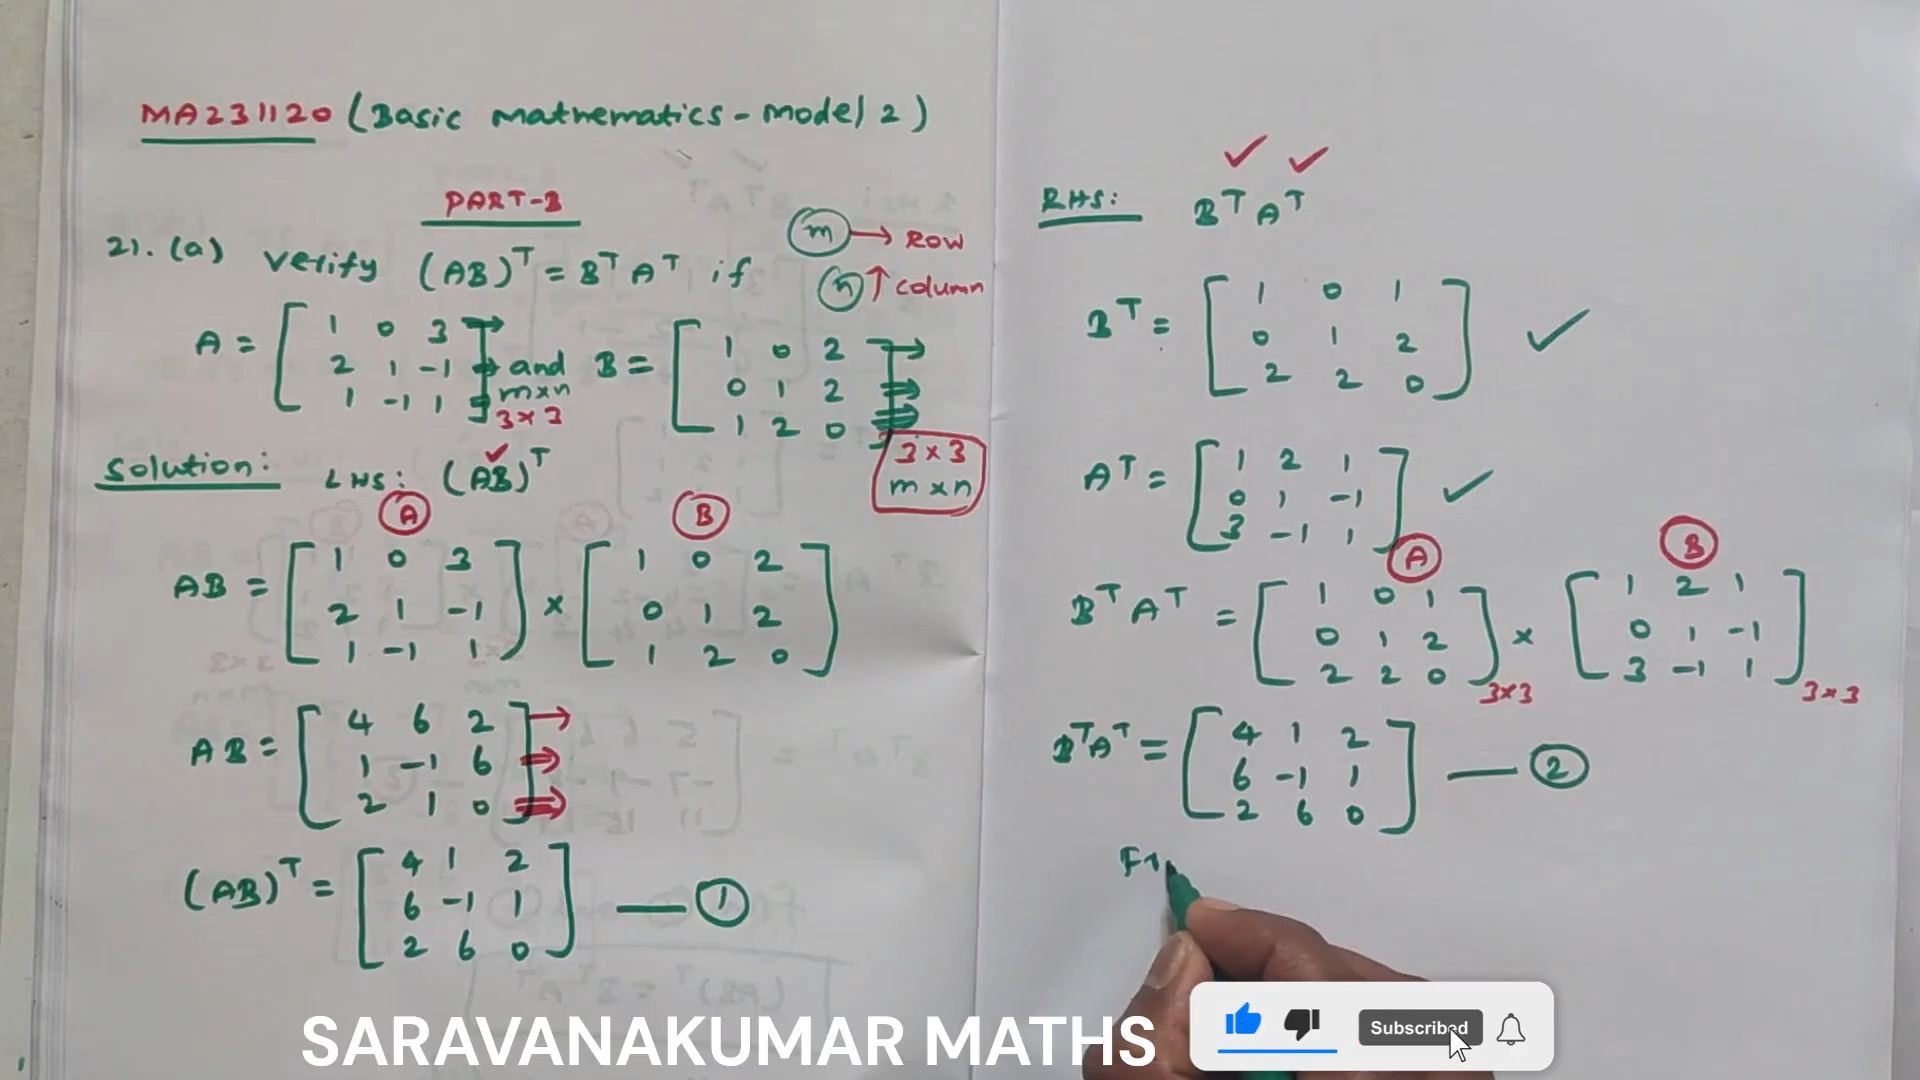 MA231120 (Basic mathematics - model 2)
PART-B
m → Row
n ↑ column
21. (a) verify (AB)ᵀ = Bᵀ Aᵀ if
A = [ 1 0 3
2 1 -1
1 -1 1 ] and B = [ 1 0 2
0 1 2
1 2 0 ]
m×n
3×3
3×3
m×n
Solution: LHS: (AB)ᵀ
A B
AB = [ 1 0 3
2 1 -1
1 -1 1 ] × [ 1 0 2
0 1 2
1 2 0 ]
AB = [ 4 6 2
1 -1 6
2 1 0 ]
(AB)ᵀ = [ 4 1 2
6 -1 1
2 6 0 ] — 1
RHS: Bᵀ Aᵀ
Bᵀ = [ 1 0 1
0 1 2
2 2 0 ] ✓
Aᵀ = [ 1 2 1
0 1 -1
3 -1 1 ] ✓
A B
Bᵀ Aᵀ = [ 1 0 1
0 1 2
2 2 0 ] 3×3 × [ 1 2 1
0 1 -1
3 -1 1 ] 3×3
BᵀAᵀ = [ 4 1 2
6 -1 1
2 6 0 ] — 2
SARAVANAKUMAR MATHS
Subscribed